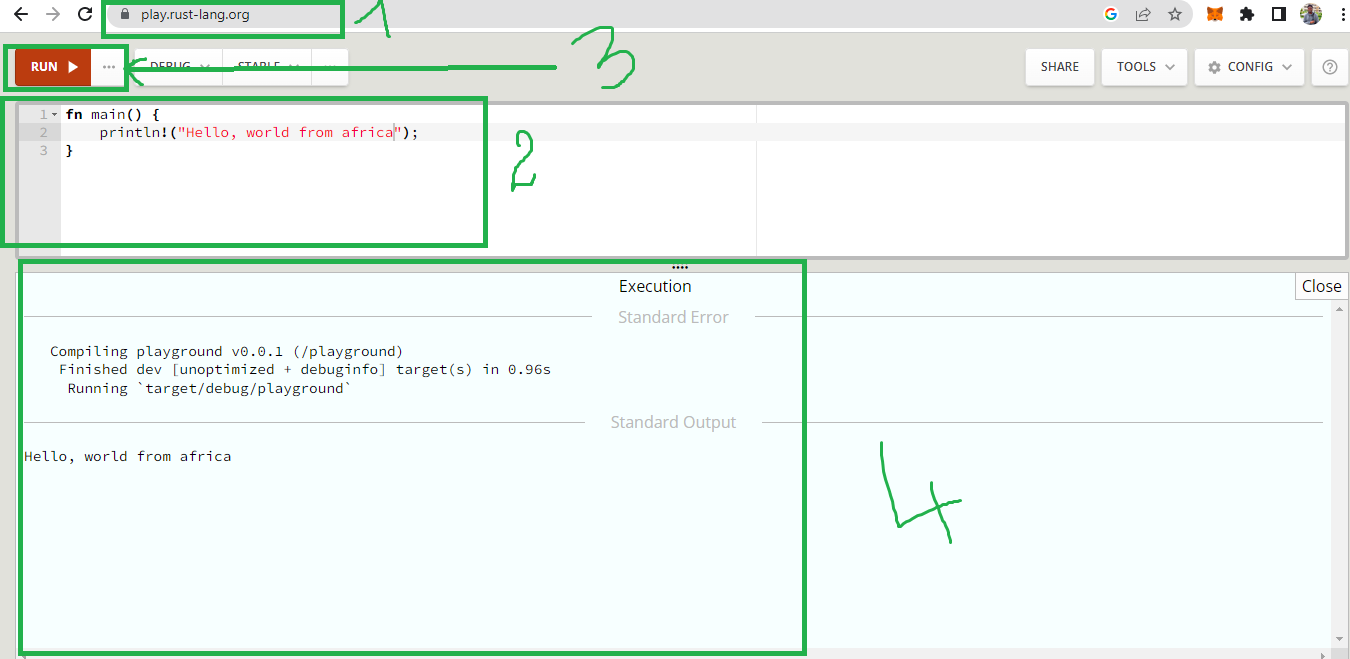 play.rust-lang.org
1
RUN
DEBUG
STABLE
3
SHARE
TOOLS
CONFIG
1 fn main() {
2 println!("Hello, world from africa");
3 }
2
Execution
Close
Standard Error
Compiling playground v0.0.1 (/playground)
Finished dev [unoptimized + debuginfo] target(s) in 0.96s
Running `target/debug/playground`
Standard Output
Hello, world from africa
4